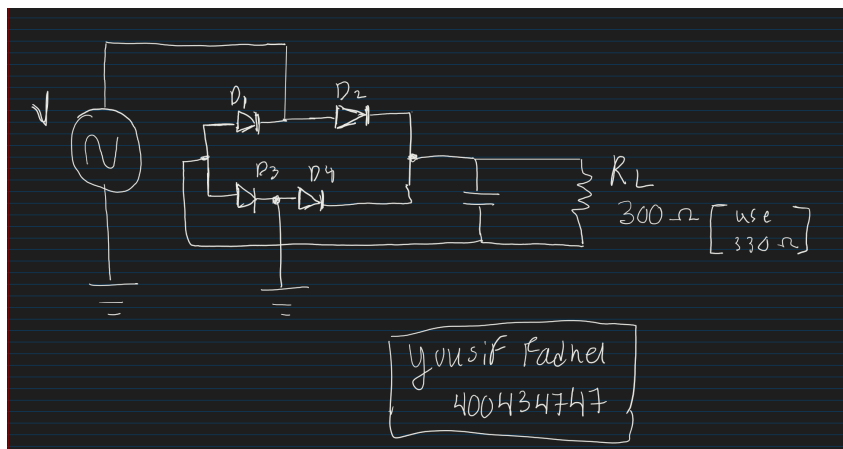 V
D1
D2
D3
D4
RL
300 Ω [use
330 Ω]
Yousif Fadhel
400434747